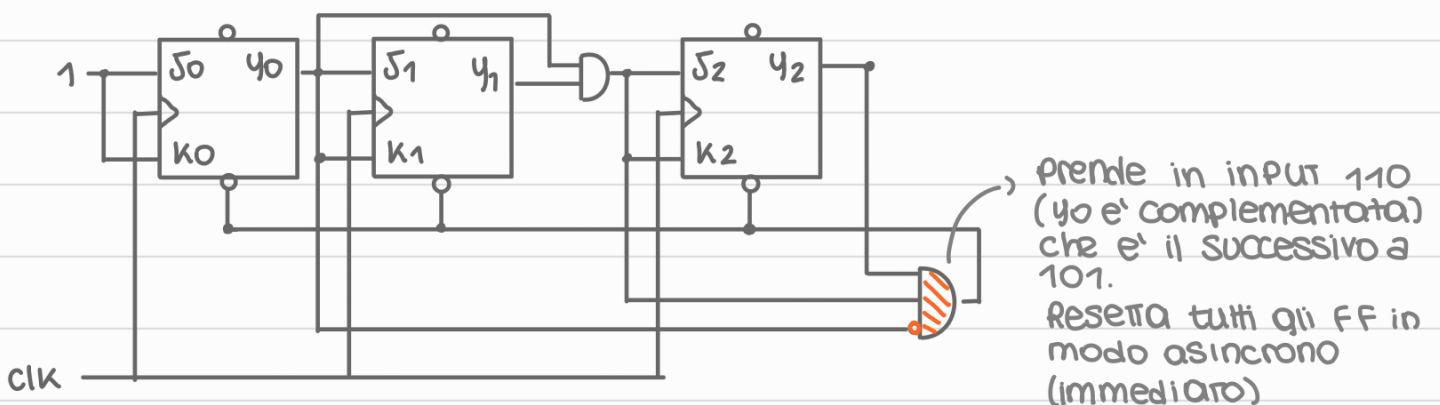 1
J0 y0
K0
J1 y1
K1
J2 y2
K2
clk
prende in input 110
(y0 e' complementata)
che e' il successivo a
101.
Resetta tutti gli FF in
modo asincrono
(immediato)